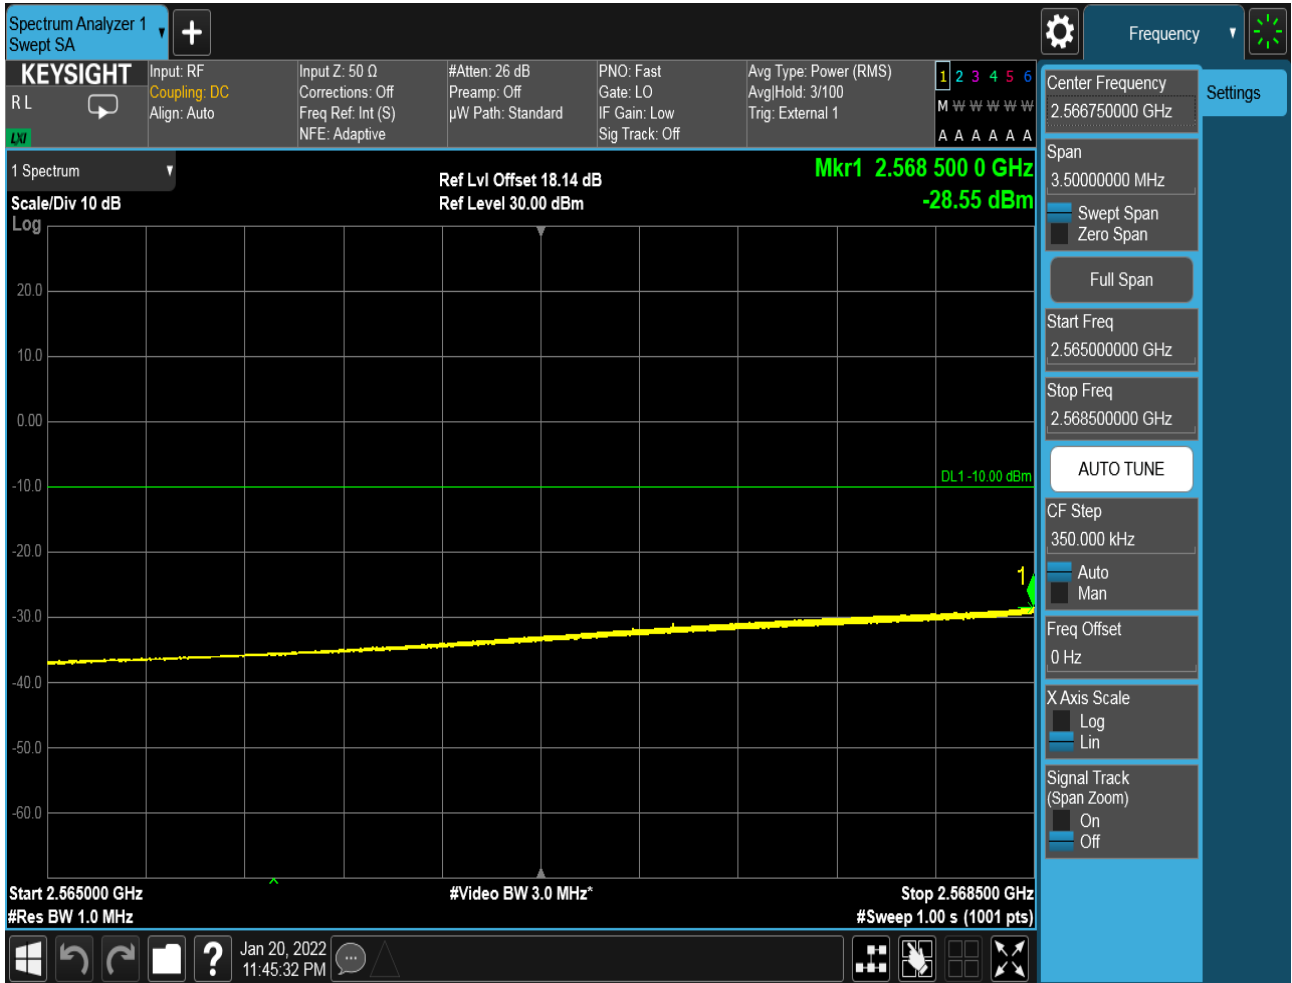 Spectrum Analyzer 1
Swept SA
Frequency
KEYSIGHT
R L
LXI
Input: RF
Coupling: DC
Align: Auto
Input Z: 50 Ω
Corrections: Off
Freq Ref: Int (S)
NFE: Adaptive
#Atten: 26 dB
Preamp: Off
µW Path: Standard
PNO: Fast
Gate: LO
IF Gain: Low
Sig Track: Off
Avg Type: Power (RMS)
Avg|Hold: 3/100
Trig: External 1
1 2 3 4 5 6
M W W W W W
A A A A A A
1 Spectrum
Scale/Div 10 dB
Log
Ref Lvl Offset 18.14 dB
Ref Level 30.00 dBm
Mkr1 2.568 500 0 GHz
-28.55 dBm
20.0
10.0
0.00
-10.0
-20.0
-30.0
-40.0
-50.0
-60.0
DL1 -10.00 dBm
1
Start 2.565000 GHz
#Res BW 1.0 MHz
#Video BW 3.0 MHz*
Stop 2.568500 GHz
#Sweep 1.00 s (1001 pts)
Jan 20, 2022
11:45:32 PM
Center Frequency
2.566750000 GHz
Settings
Span
3.50000000 MHz
Swept Span
Zero Span
Full Span
Start Freq
2.565000000 GHz
Stop Freq
2.568500000 GHz
AUTO TUNE
CF Step
350.000 kHz
Auto
Man
Freq Offset
0 Hz
X Axis Scale
Log
Lin
Signal Track
(Span Zoom)
On
Off